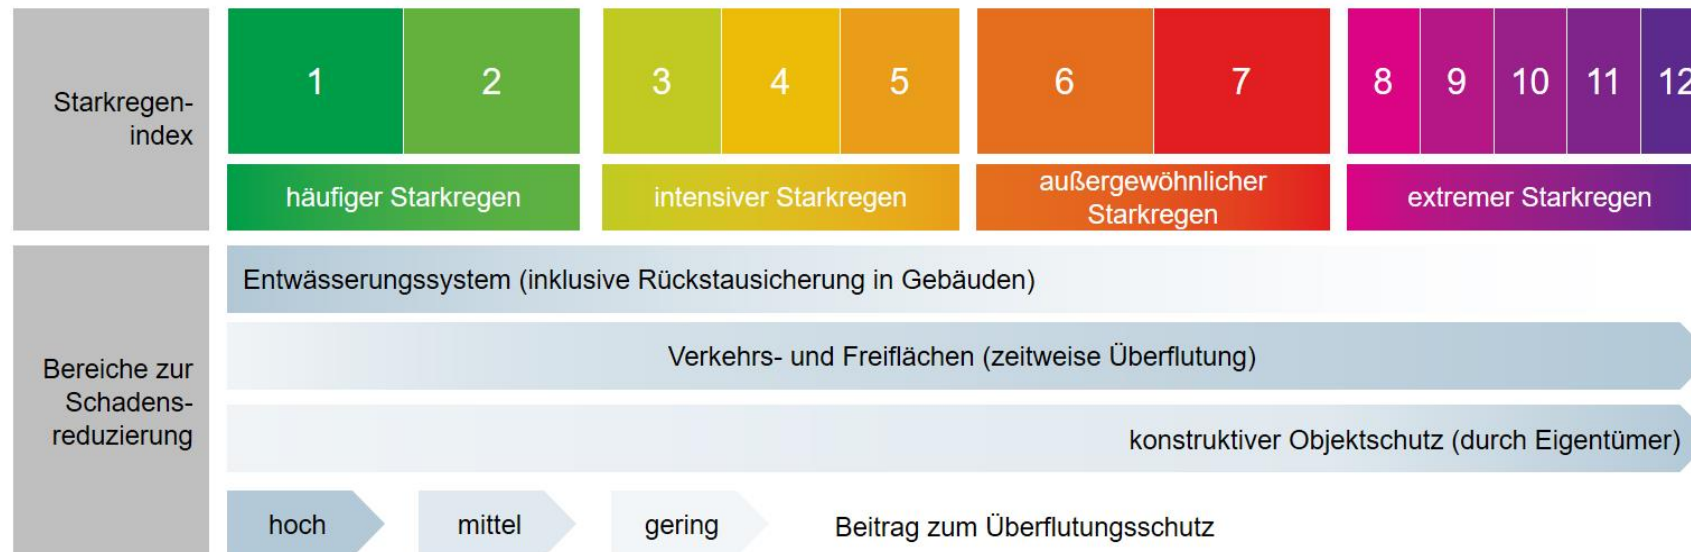 Starkregen-
index
1 2 3 4 5 6 7 8 9 10 11 12
häufiger Starkregen
intensiver Starkregen
außergewöhnlicher
Starkregen
extremer Starkregen
Bereiche zur
Schadens-
reduzierung
Entwässerungssystem (inklusive Rückstausicherung in Gebäuden)
Verkehrs- und Freiflächen (zeitweise Überflutung)
konstruktiver Objektschutz (durch Eigentümer)
hoch mittel gering Beitrag zum Überflutungsschutz